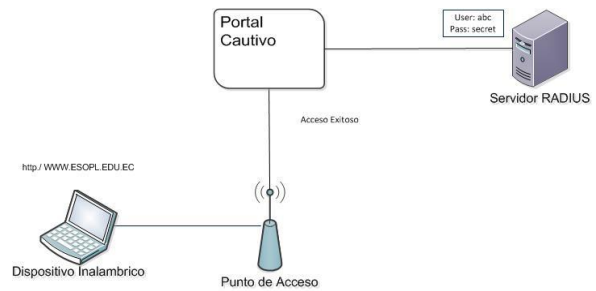 Portal
Cautivo
User: abc
Pass: secret
Servidor RADIUS
Acceso Exitoso
http:/ WWW.ESOPL.EDU.EC
Dispositivo Inalambrico
Punto de Acceso